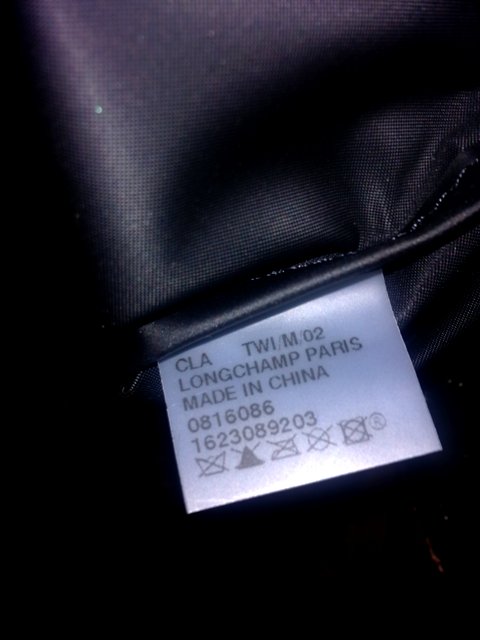 CLA TWI/M/02
LONGCHAMP PARIS
MADE IN CHINA
0816086
1623089203
®